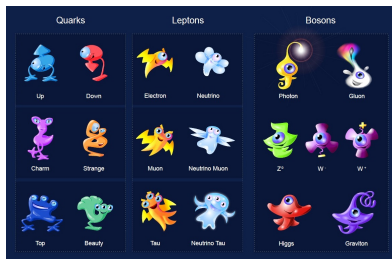 Quarks
Leptons
Bosons
Up
Down
Electron
Neutrino
Photon
Gluon
Charm
Strange
Muon
Neutrino Muon
Z⁰
W⁻
W⁺
Top
Beauty
Tau
Neutrino Tau
Higgs
Graviton